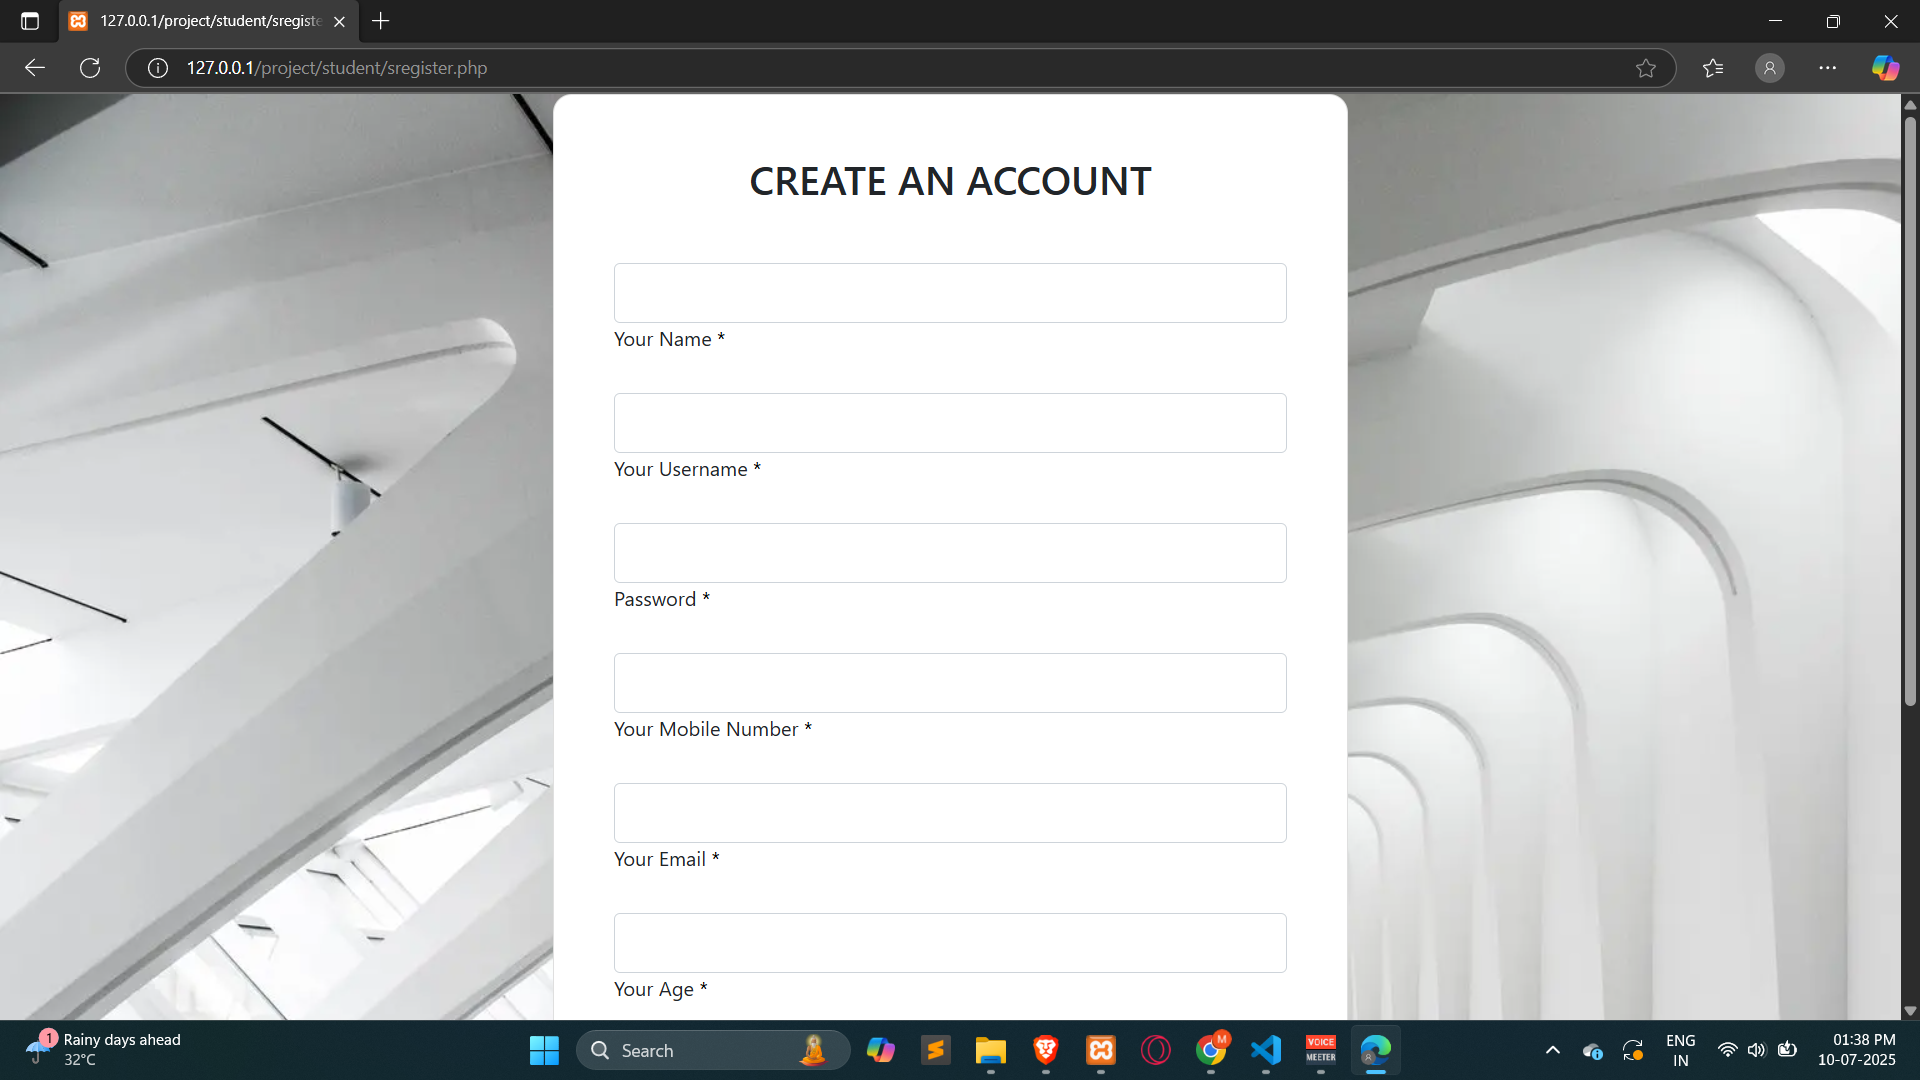 127.0.0.1/project/student/sregiste
127.0.0.1/project/student/sregister.php
CREATE AN ACCOUNT
Your Name *
Your Username *
Password *
Your Mobile Number *
Your Email *
Your Age *
1
Rainy days ahead
32°C
Search
M
VOICE
MEETER
ENG
IN
01:38 PM
10-07-2025